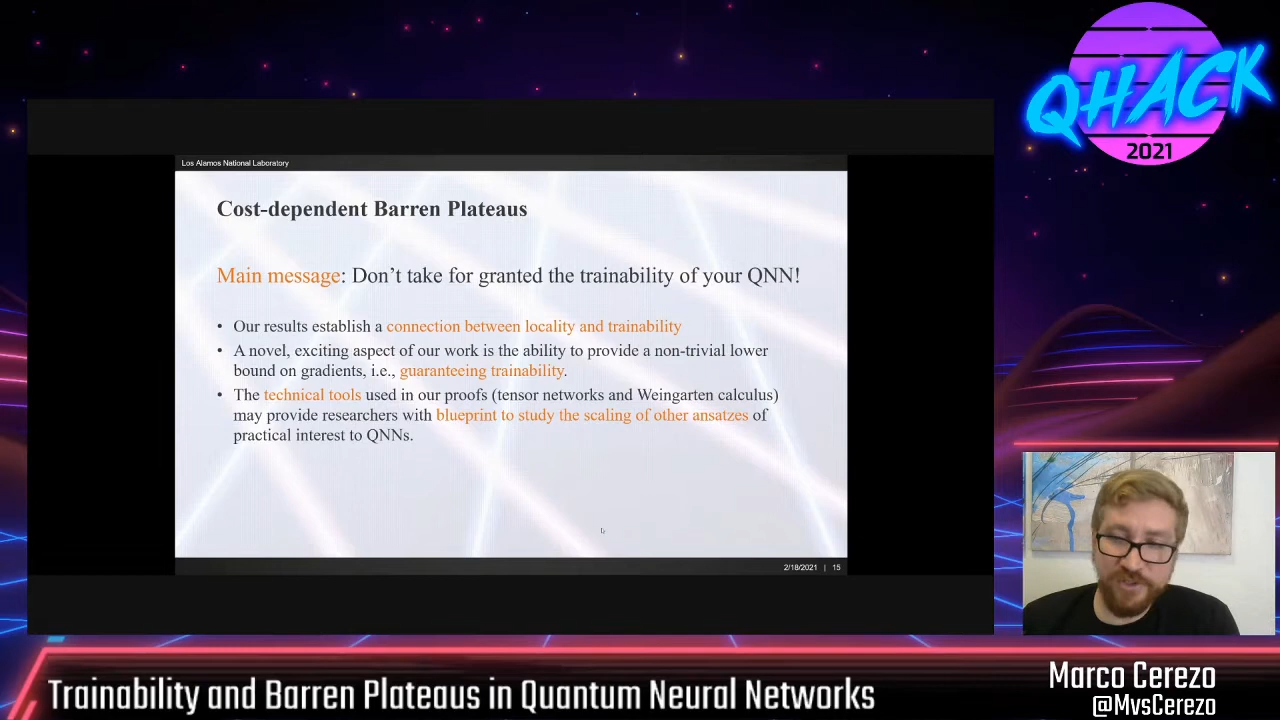 QHACK
2021
Los Alamos National Laboratory
Cost-dependent Barren Plateaus
Main message: Don't take for granted the trainability of your QNN!
• Our results establish a connection between locality and trainability
• A novel, exciting aspect of our work is the ability to provide a non-trivial lower
bound on gradients, i.e., guaranteeing trainability.
• The technical tools used in our proofs (tensor networks and Weingarten calculus)
may provide researchers with blueprint to study the scaling of other ansatzes of
practical interest to QNNs.
2/18/2021 | 15
Trainability and Barren Plateaus in Quantum Neural Networks
Marco Cerezo
@MvsCerezo